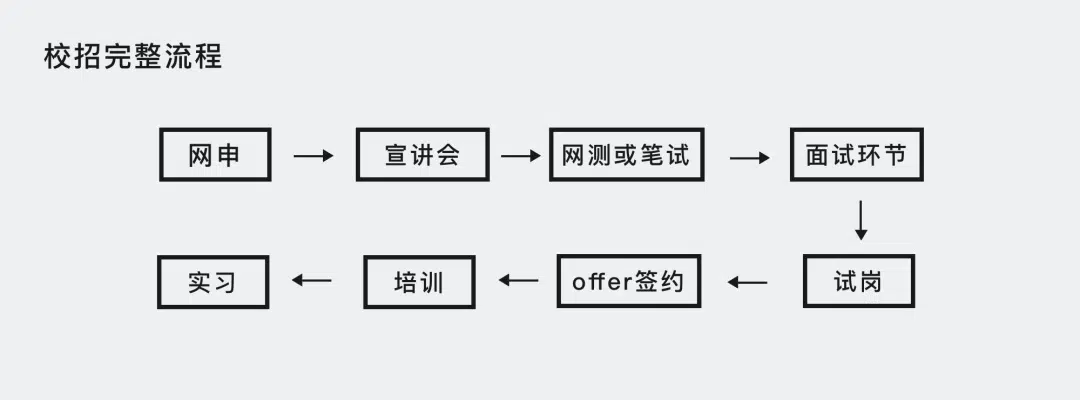 校招完整流程
网申
宣讲会
网测或笔试
面试环节
试岗
offer签约
培训
实习